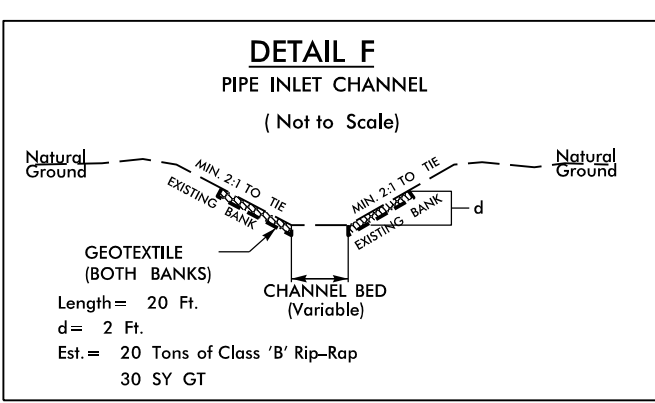 DETAIL F
PIPE INLET CHANNEL
( Not to Scale)
Natural
Ground
MIN. 2:1 TO TIE
EXISTING BANK
MIN. 2:1 TO TIE
EXISTING BANK
Natural
Ground
d
GEOTEXTILE
(BOTH BANKS)
CHANNEL BED
(Variable)
Length= 20 Ft.
d= 2 Ft.
Est.= 20 Tons of Class 'B' Rip-Rap
30 SY GT